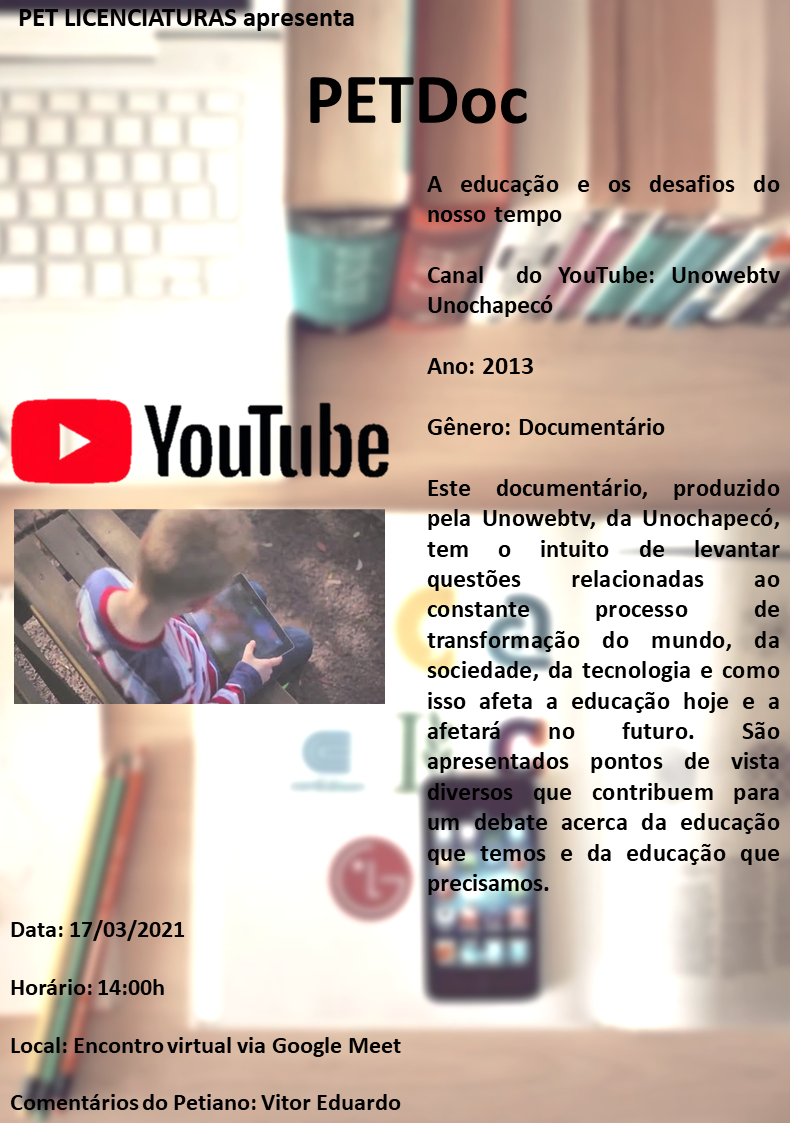 PET LICENCIATURAS apresenta
PETDoc
A educação e os desafios do
nosso tempo
Canal do YouTube: Unowebtv
Unochapecó
Ano: 2013
Gênero: Documentário
YouTube
Este documentário, produzido
pela Unowebtv, da Unochapecó,
tem o intuito de levantar
questões relacionadas ao
constante processo de
transformação do mundo, da
sociedade, da tecnologia e como
isso afeta a educação hoje e a
afetará no futuro. São
apresentados pontos de vista
diversos que contribuem para
um debate acerca da educação
que temos e da educação que
precisamos.
Data: 17/03/2021
Horário: 14:00h
Local: Encontro virtual via Google Meet
Comentários do Petiano: Vitor Eduardo